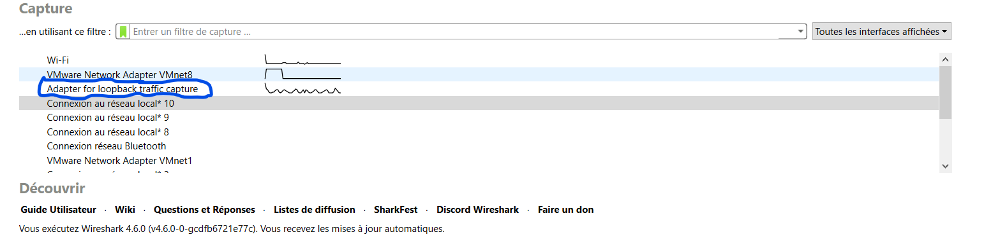 Capture
...en utilisant ce filtre : Entrer un filtre de capture ... Toutes les interfaces affichées
Wi-Fi
VMware Network Adapter VMnet8
Adapter for loopback traffic capture
Connexion au réseau local* 10
Connexion au réseau local* 9
Connexion au réseau local* 8
Connexion réseau Bluetooth
VMware Network Adapter VMnet1
Découvrir
Guide Utilisateur · Wiki · Questions et Réponses · Listes de diffusion · SharkFest · Discord Wireshark · Faire un don
Vous exécutez Wireshark 4.6.0 (v4.6.0-0-gcdfb6721e77c). Vous recevez les mises à jour automatiques.